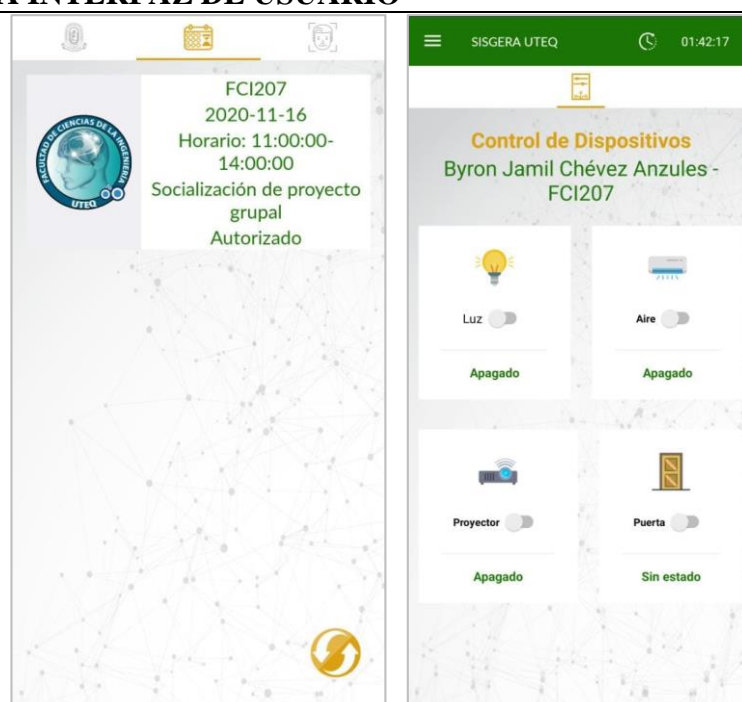 A INTERFAZ DE USUARIO
FCI207
2020-11-16
Horario: 11:00:00-
14:00:00
Socialización de proyecto
grupal
Autorizado
FACULTAD DE CIENCIAS DE LA INGENIERÍA
UTEQ
SISGERA UTEQ
01:42:17
Control de Dispositivos
Byron Jamil Chévez Anzules -
FCI207
Luz
Aire
Apagado
Apagado
Proyector
Puerta
Apagado
Sin estado